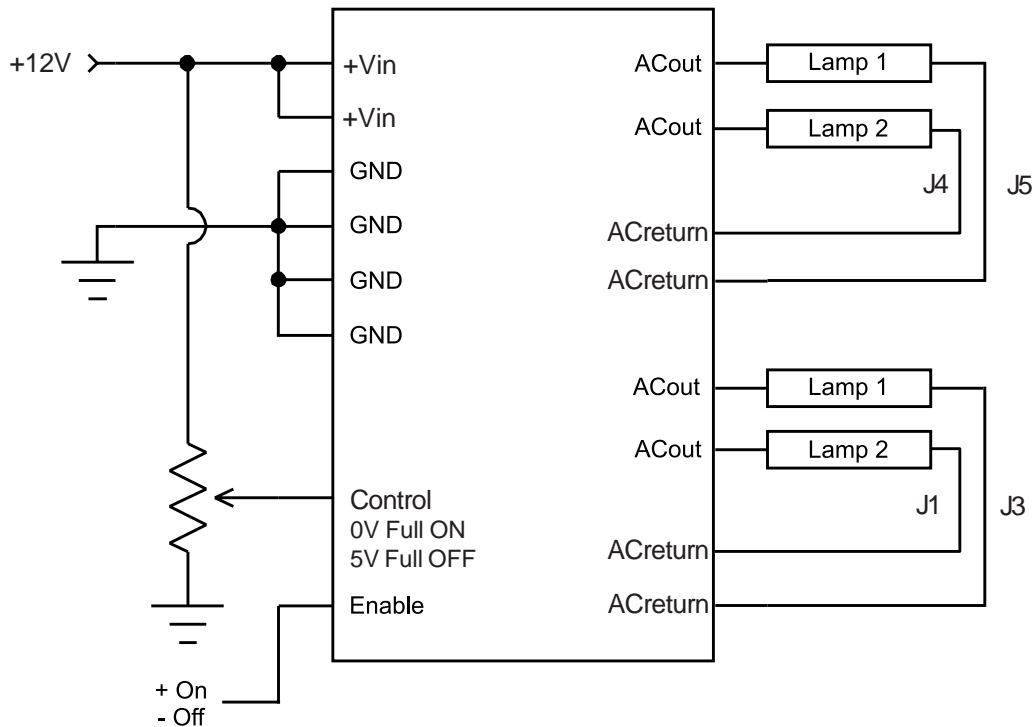 +12V
+Vin
+Vin
GND
GND
GND
GND
Control
0V Full ON
5V Full OFF
Enable
+ On
- Off
ACout
Lamp 1
ACout
Lamp 2
J4
J5
ACreturn
ACreturn
ACout
Lamp 1
ACout
Lamp 2
J1
J3
ACreturn
ACreturn